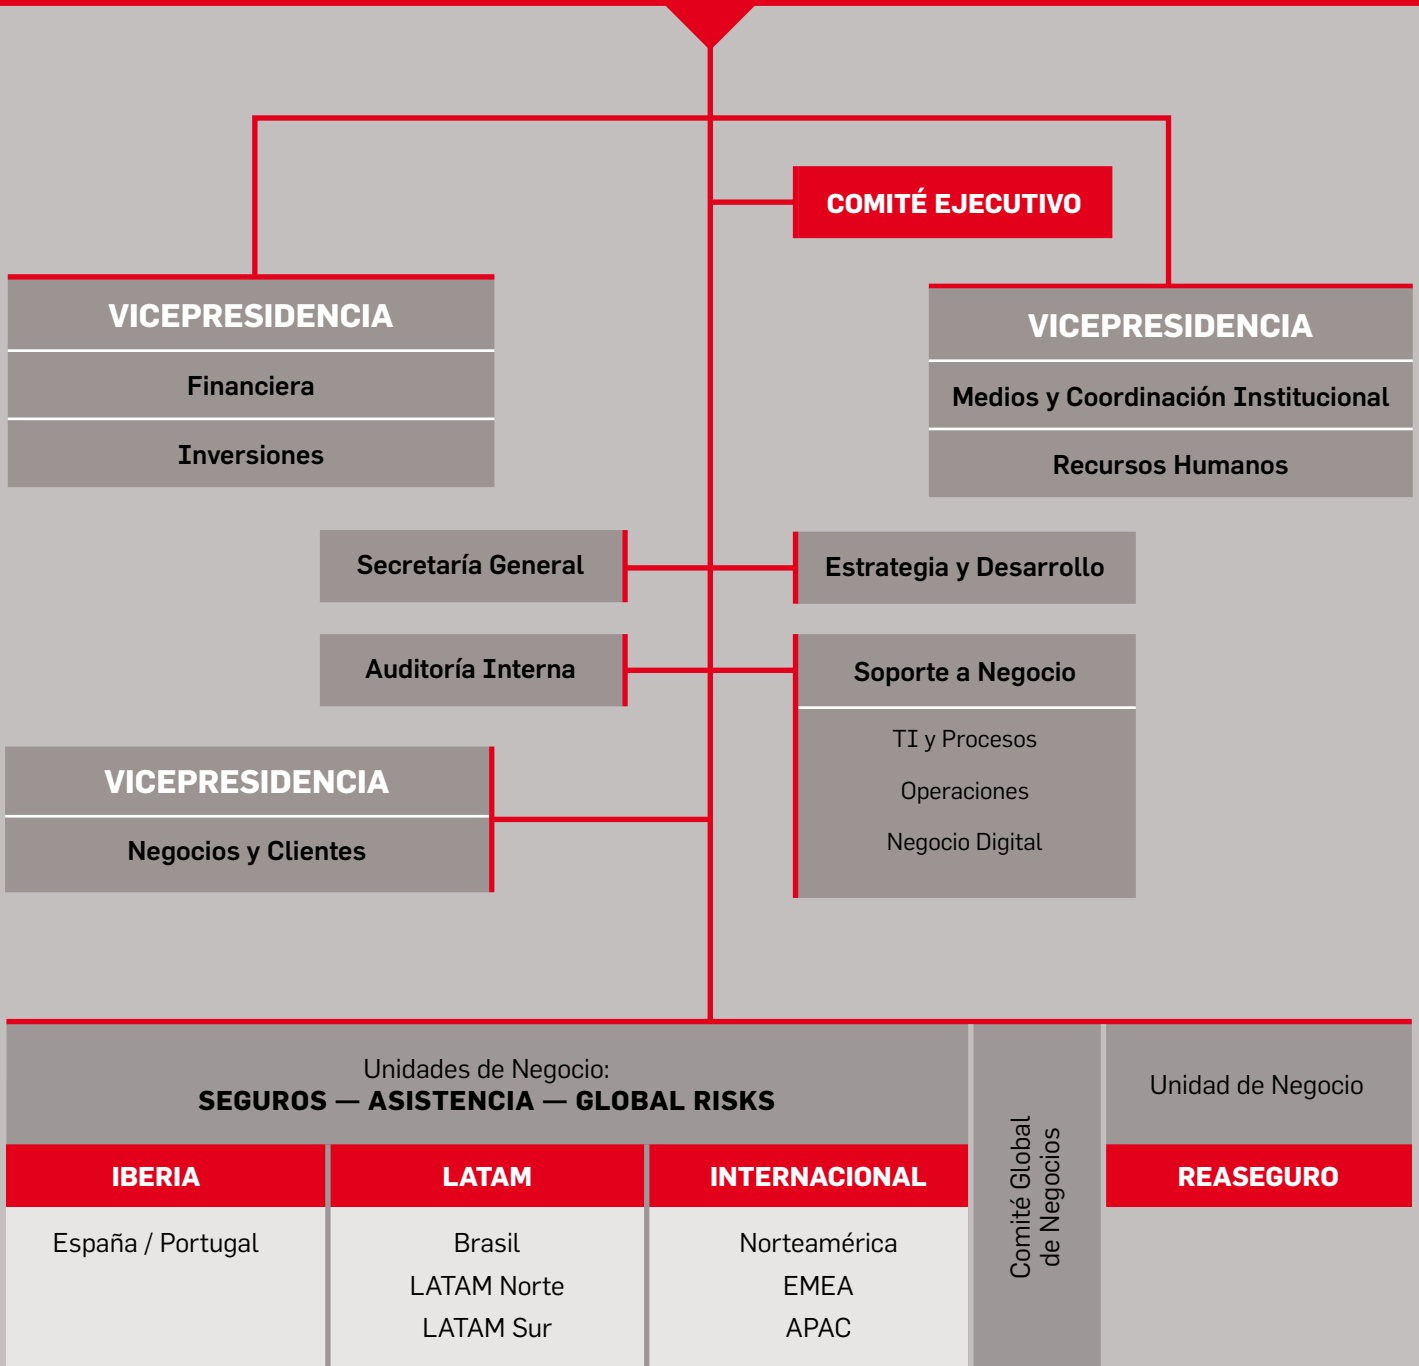 COMITÉ EJECUTIVO
VICEPRESIDENCIA
Financiera
Inversiones
VICEPRESIDENCIA
Medios y Coordinación Institucional
Recursos Humanos
Secretaría General
Estrategia y Desarrollo
Auditoría Interna
Soporte a Negocio
TI y Procesos
Operaciones
Negocio Digital
VICEPRESIDENCIA
Negocios y Clientes
Unidades de Negocio:
SEGUROS — ASISTENCIA — GLOBAL RISKS
IBERIA
España / Portugal
LATAM
Brasil
LATAM Norte
LATAM Sur
INTERNACIONAL
Norteamérica
EMEA
APAC
Comité Global
de Negocios
Unidad de Negocio
REASEGURO